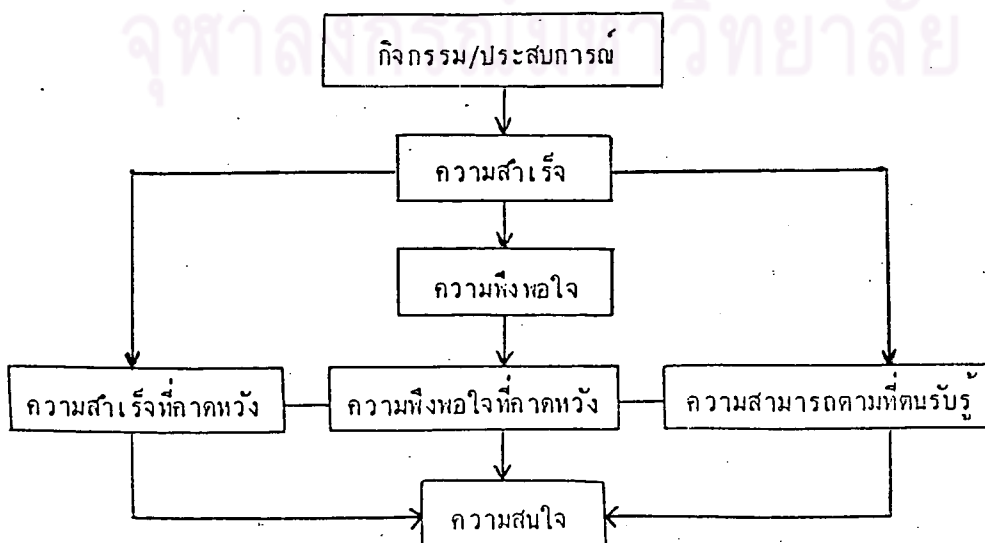 จุฬาลงกรณ์มหาวิทยาลัย
กิจกรรม/ประสบการณ์
ความสำเร็จ
ความพึงพอใจ
ความสำเร็จที่คาดหวัง
ความพึงพอใจที่คาดหวัง
ความสามารถตามที่ตนรับรู้
ความสนใจ